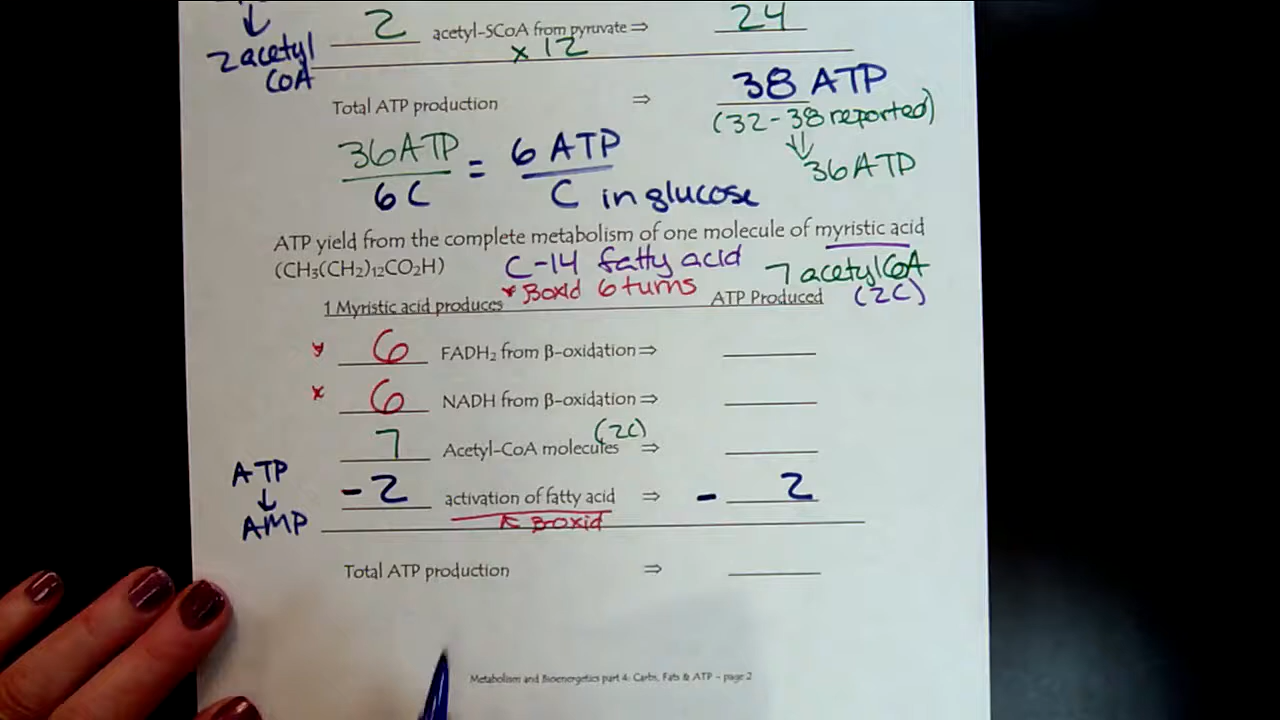 2 acetyl-SCoA from pyruvate ⇒ 24
x 12
2 acetyl
CoA
Total ATP production ⇒ 38 ATP
(32-38 reported)
36 ATP
36ATP / 6C = 6 ATP / C in glucose
ATP yield from the complete metabolism of one molecule of myristic acid
(CH3(CH2)12CO2H) C-14 fatty acid 7 acetylCoA
* Boxid 6 turns (2C)
1 Myristic acid produces ATP Produced
* 6 FADH2 from β-oxidation ⇒
* 6 NADH from β-oxidation ⇒
7 Acetyl-CoA molecules (2C) ⇒
ATP
↓
AMP
-2 activation of fatty acid ⇒ - 2
Boxid
Total ATP production ⇒
Metabolism and Bioenergetics part 4: Carbs, Fats & ATP - page 2